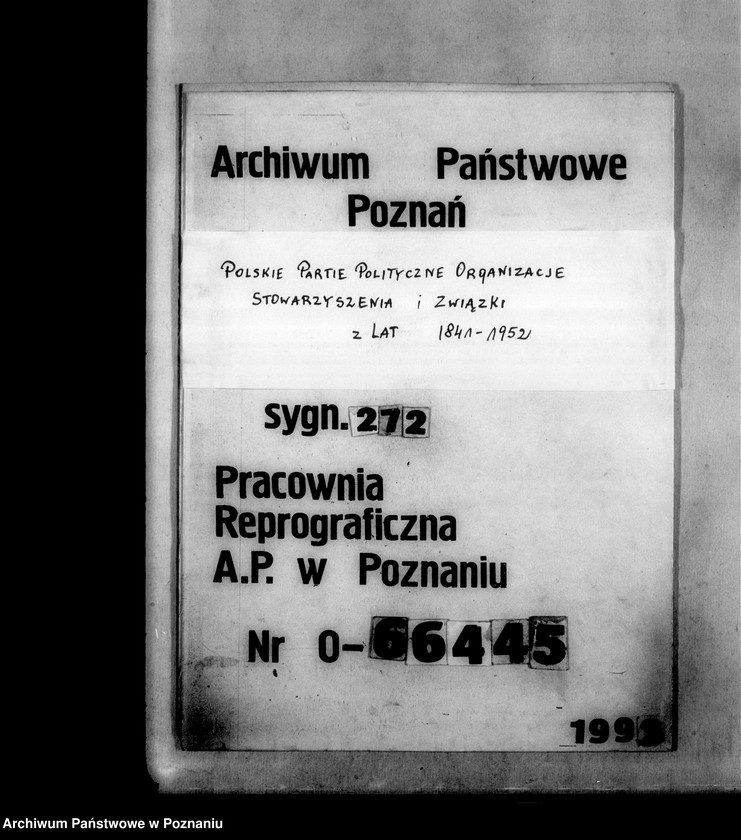 Archiwum Państwowe
Poznań
POLSKIE PARTIE POLITYCZNE ORGANIZACJE
STOWARZYSZENIA i ZWIĄZKI
z LAT 1841-1952
sygn. 272
Pracownia
Reprograficzna
A.P. w Poznaniu
Nr 0-66445
Archiwum Państwowe w Poznaniu